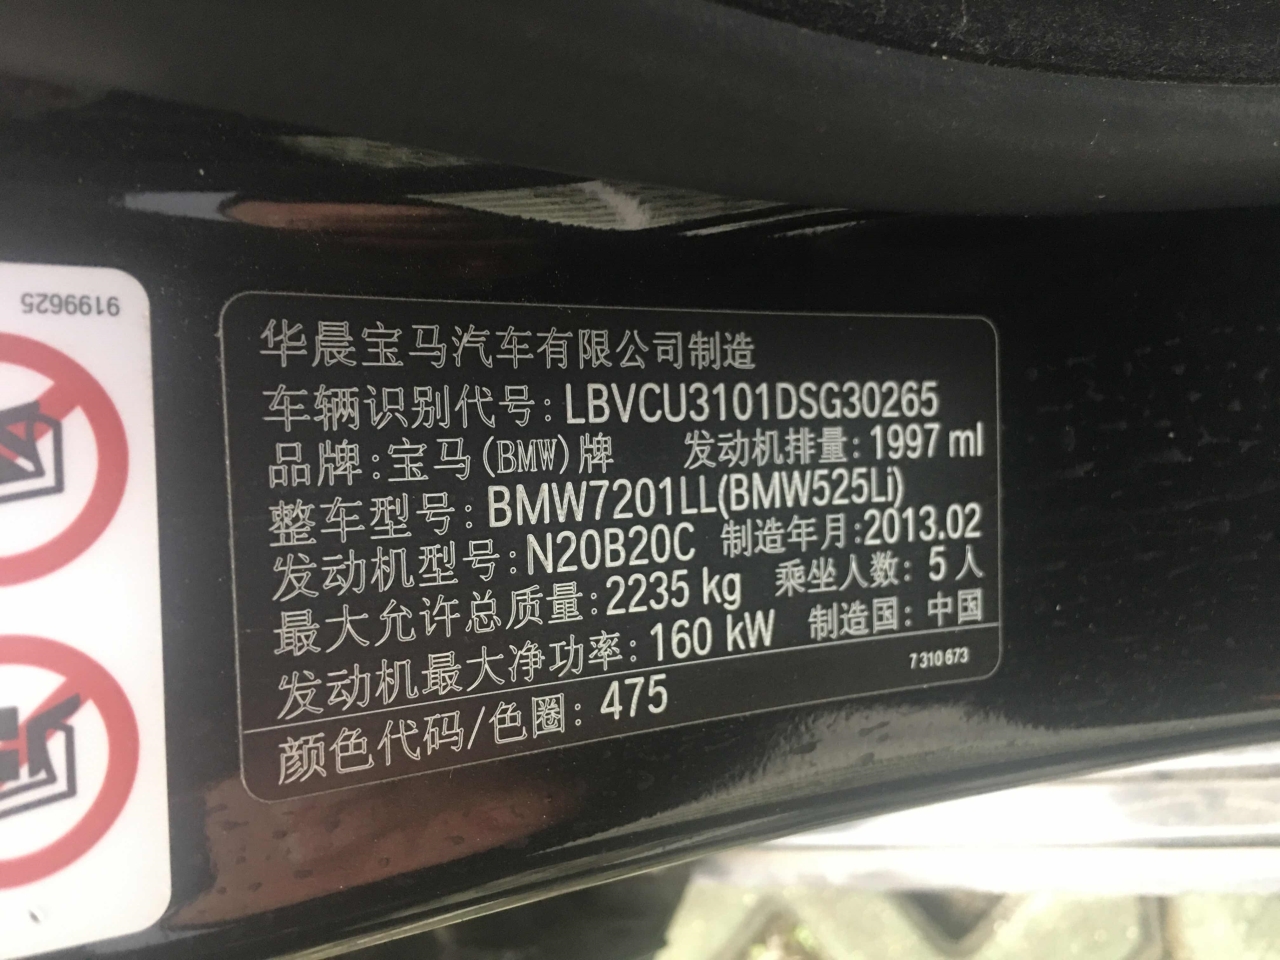 9199625
华晨宝马汽车有限公司制造
车辆识别代号：LBVCU3101DSG30265
品牌：宝马(BMW)牌 发动机排量：1997 ml
整车型号：BMW7201LL(BMW525Li)
发动机型号：N20B20C 制造年月：2013.02
最大允许总质量：2235 kg 乘坐人数：5人
发动机最大净功率：160 kW 制造国：中国
7 310 673
颜色代码/色圈：475